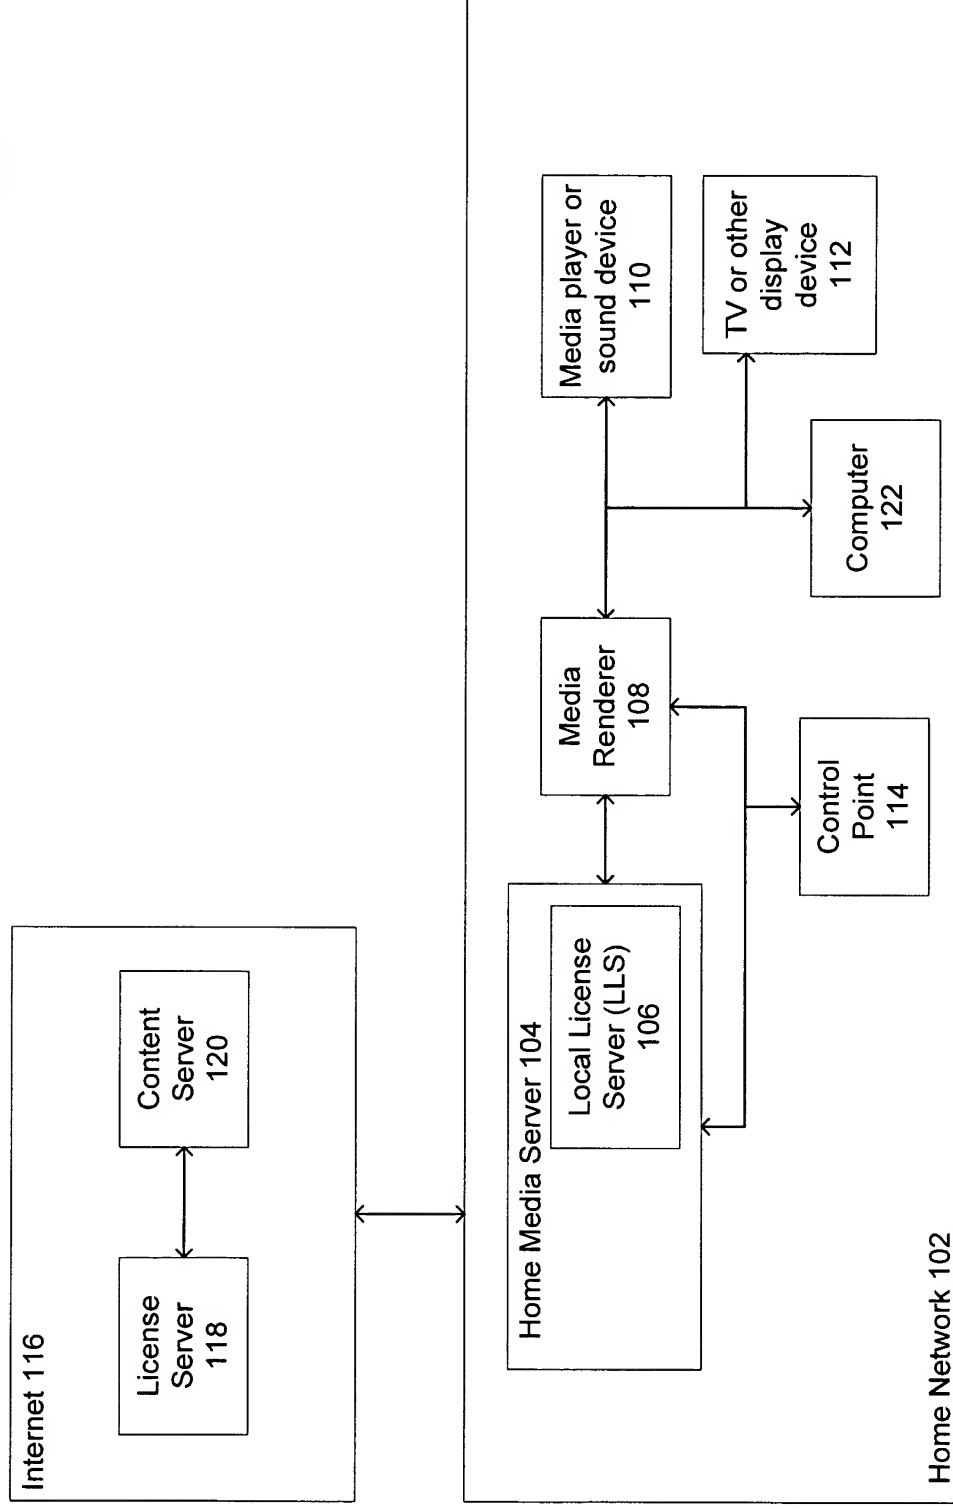 Internet 116
License
Server
118
Content
Server
120
Home Media Server 104
Local License
Server (LLS)
106
Media
Renderer
108
Media player or
sound device
110
TV or other
display
device
112
Control
Point
114
Computer
122
Home Network 102